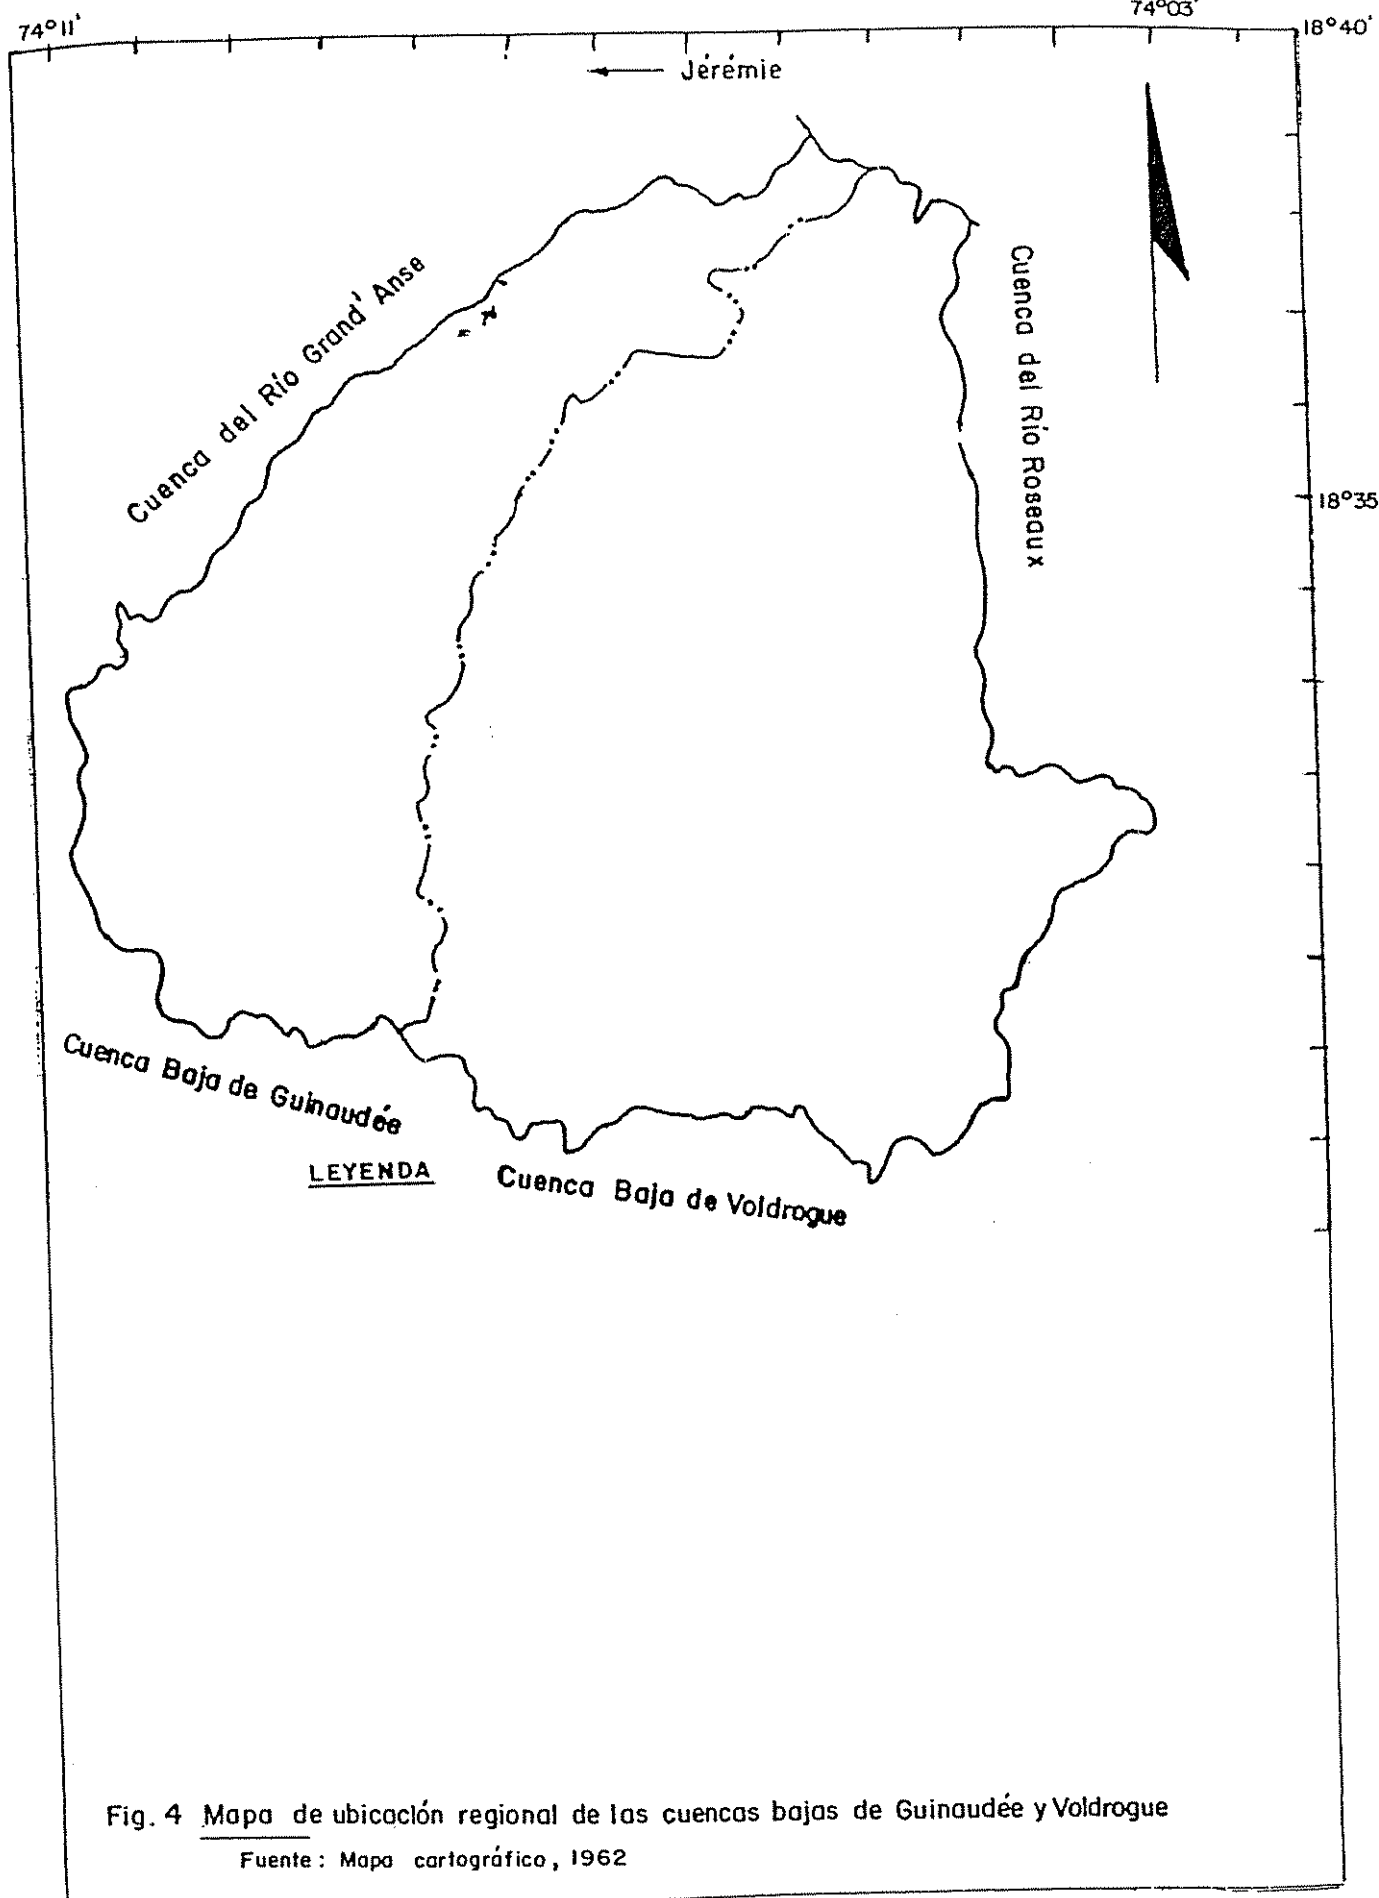 74°11'
74°03'
18°40'
Jérémie
Cuenca del Río Grand' Anse
Cuenca del Río Roseaux
18°35
Cuenca Baja de Guinaudée
LEYENDA
Cuenca Baja de Voldrogue
Fig. 4 Mapa de ubicación regional de las cuencas bajas de Guinaudée y Voldrogue
Fuente: Mapa cartográfico, 1962